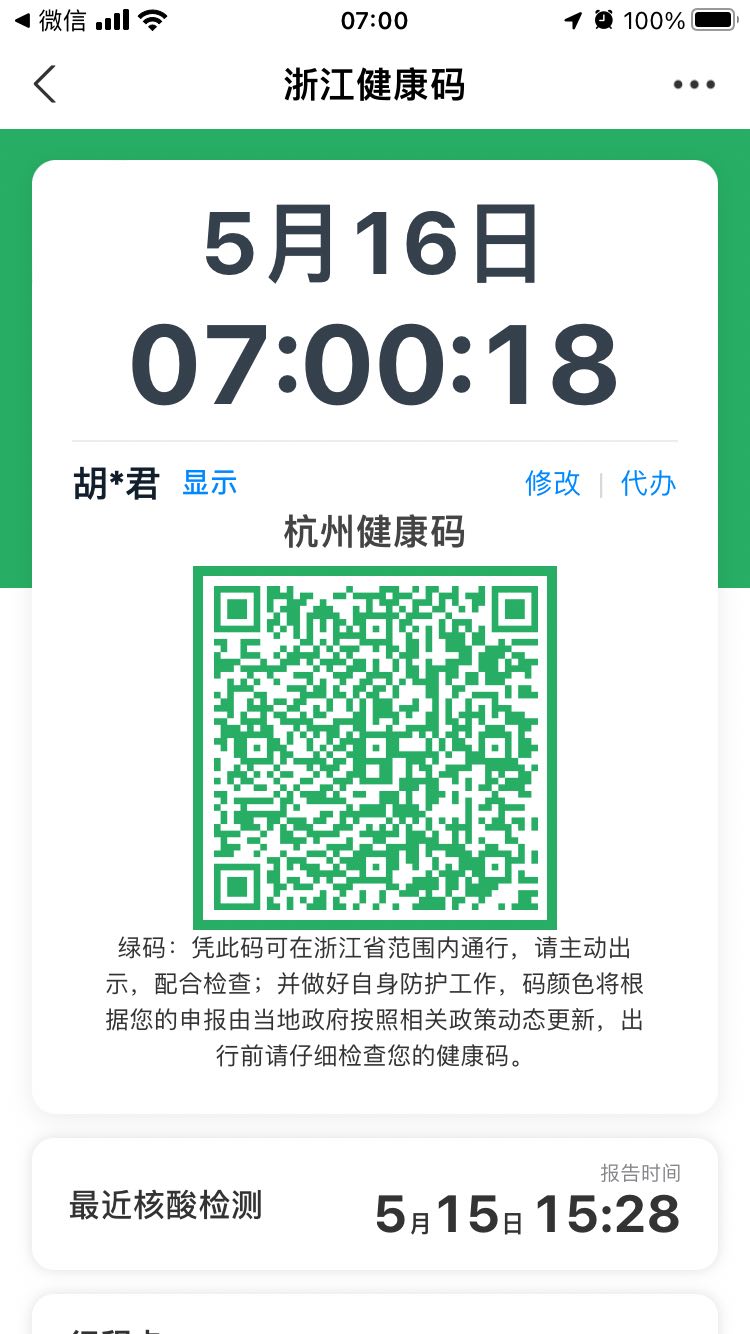 微信 07:00 100%
浙江健康码
5月16日
07:00:18
胡*君 显示 修改 | 代办
杭州健康码
绿码：凭此码可在浙江省范围内通行，请主动出
示，配合检查；并做好自身防护工作，码颜色将根
据您的申报由当地政府按照相关政策动态更新，出
行前请仔细检查您的健康码。
报告时间
最近核酸检测 5月15日 15:28